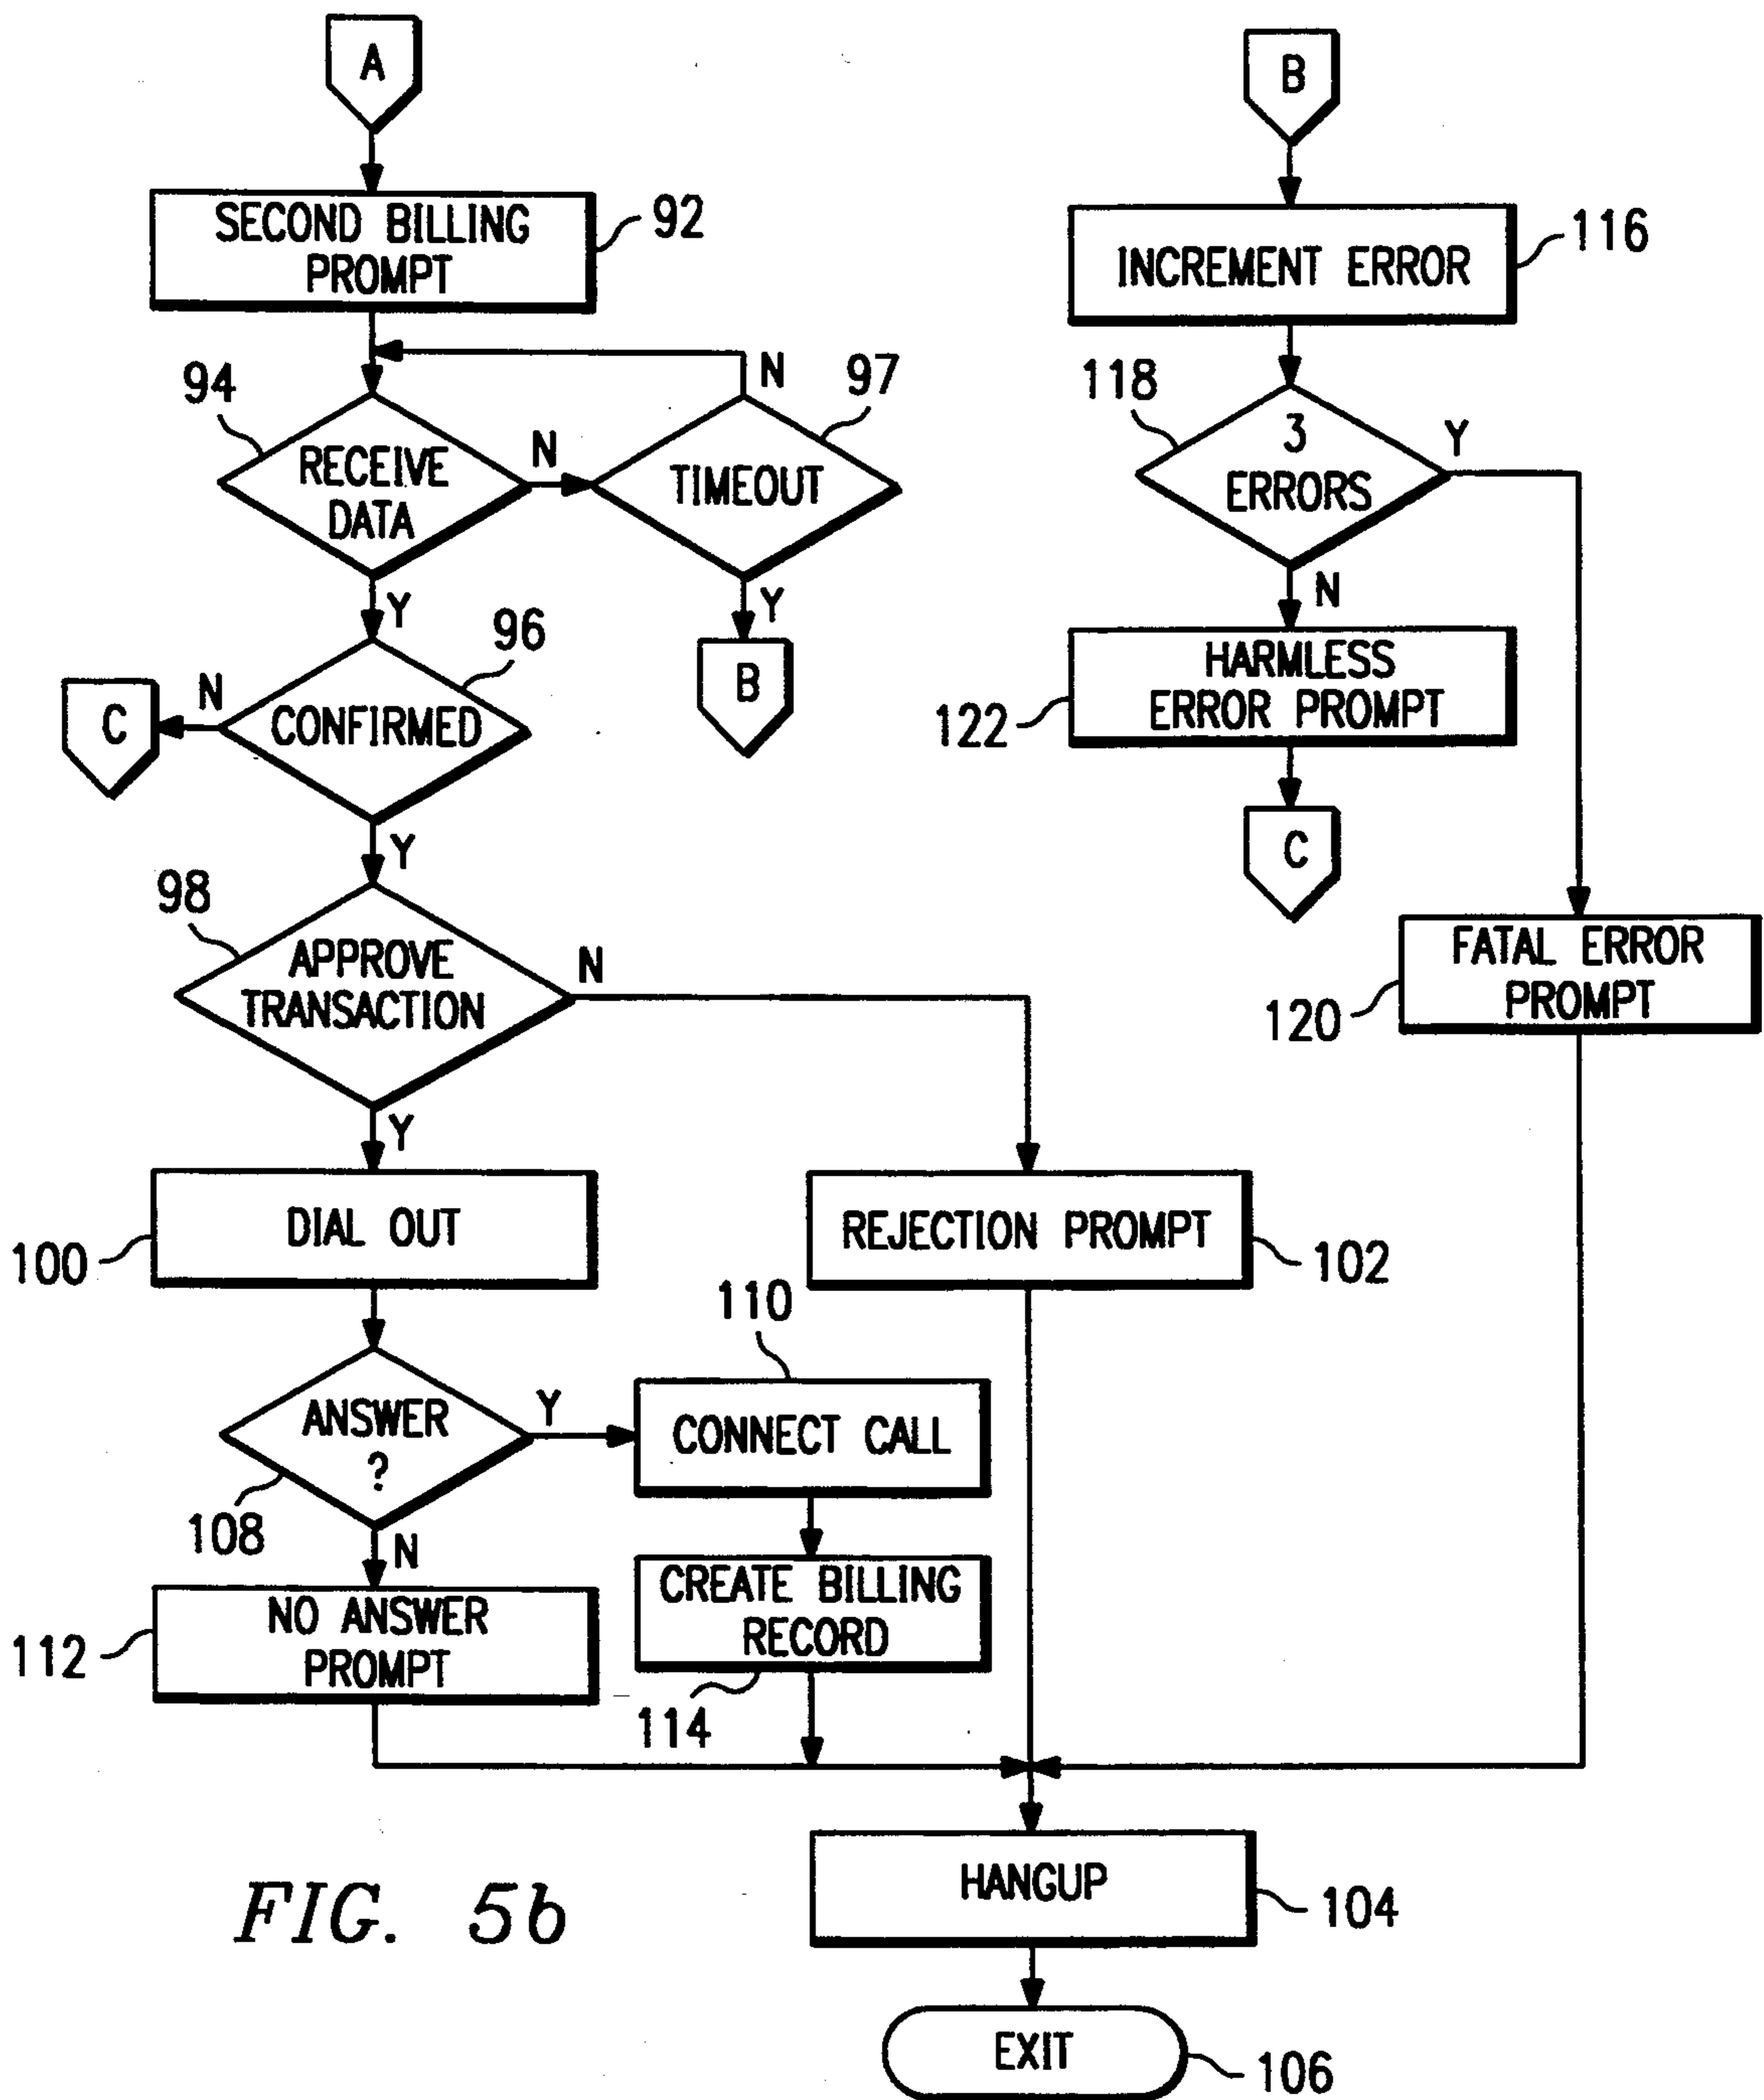 A
SECOND BILLING
PROMPT
92
94
RECEIVE
DATA
N
N
97
TIMEOUT
Y
Y
B
96
CONFIRMED
N
C
Y
98
APPROVE
TRANSACTION
N
Y
DIAL OUT
100
REJECTION PROMPT
102
ANSWER
?
108
Y
110
CONNECT CALL
N
NO ANSWER
PROMPT
112
CREATE BILLING
RECORD
114
B
INCREMENT ERROR
116
118
3
ERRORS
Y
N
HARMLESS
ERROR PROMPT
122
C
FATAL ERROR
PROMPT
120
HANGUP
104
EXIT
106
FIG. 5b